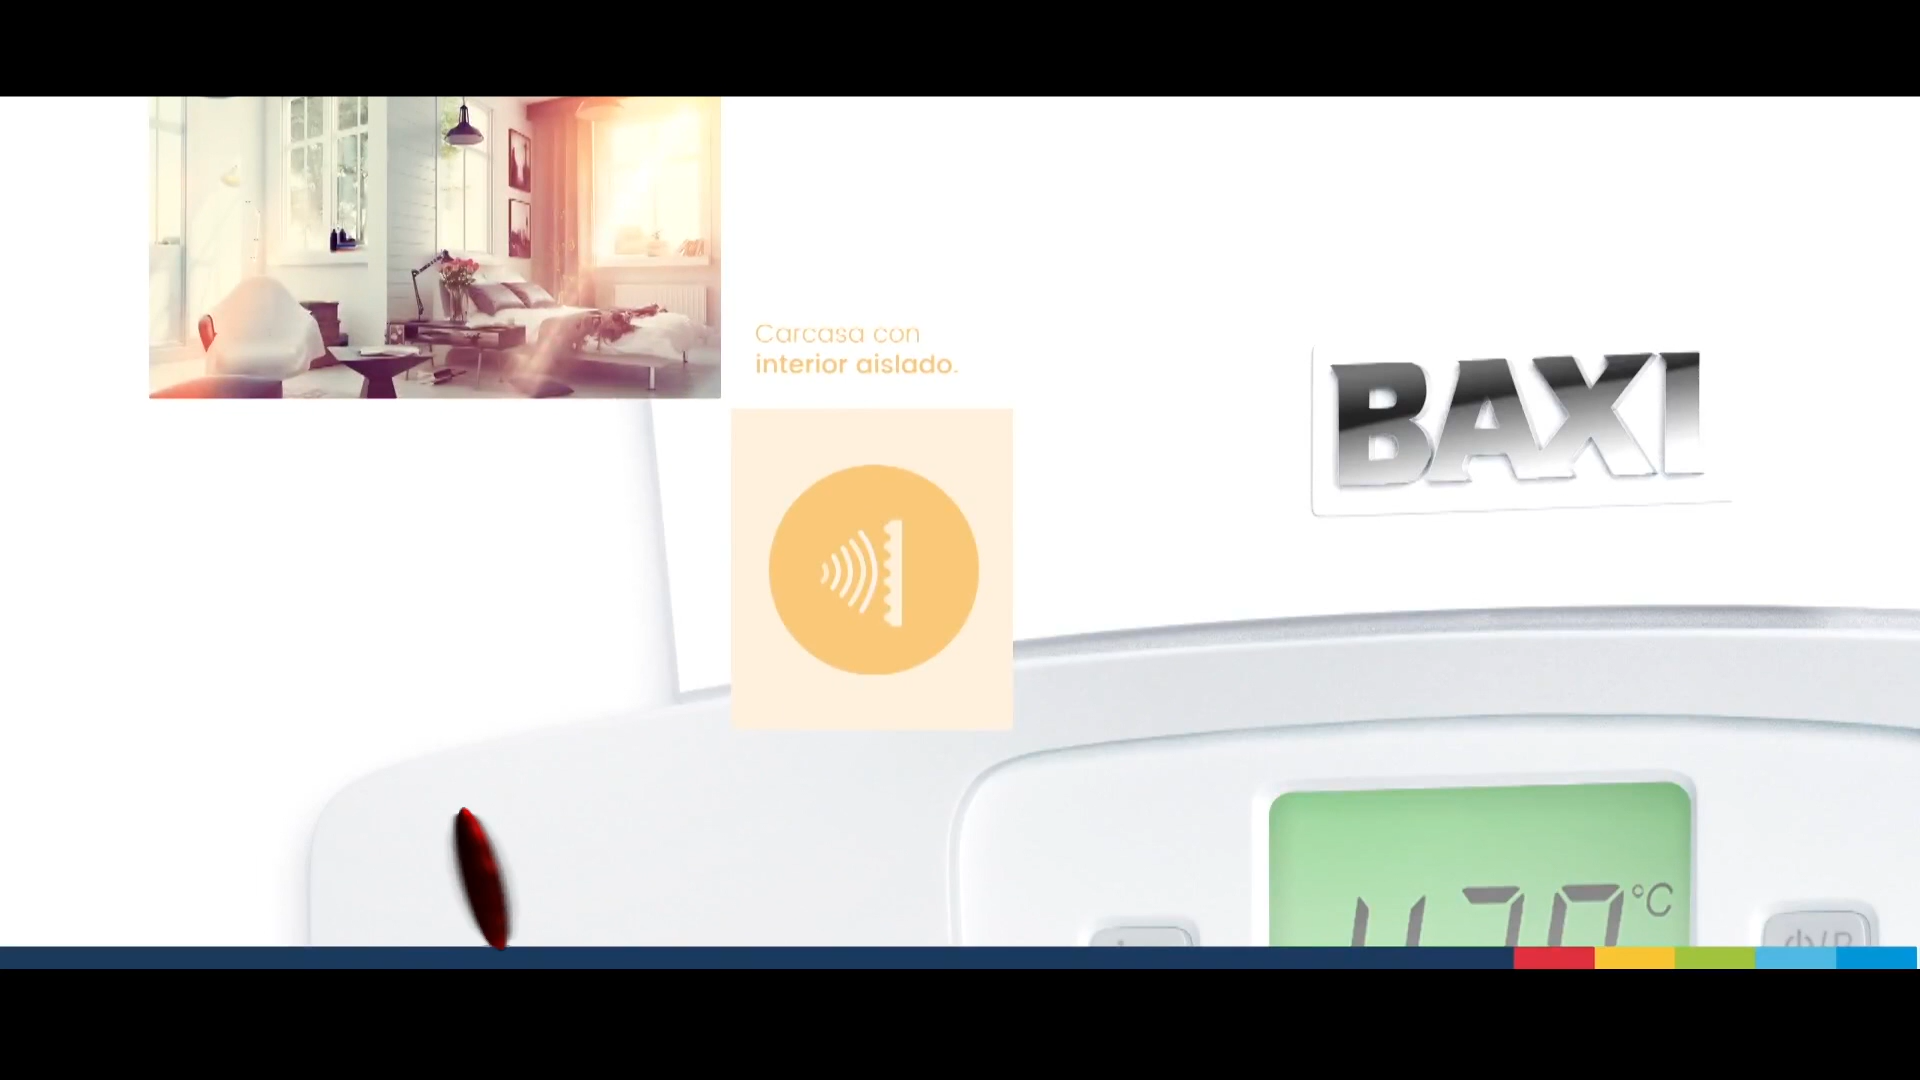 Carcasa con
interior aislado.
BAXI
°C